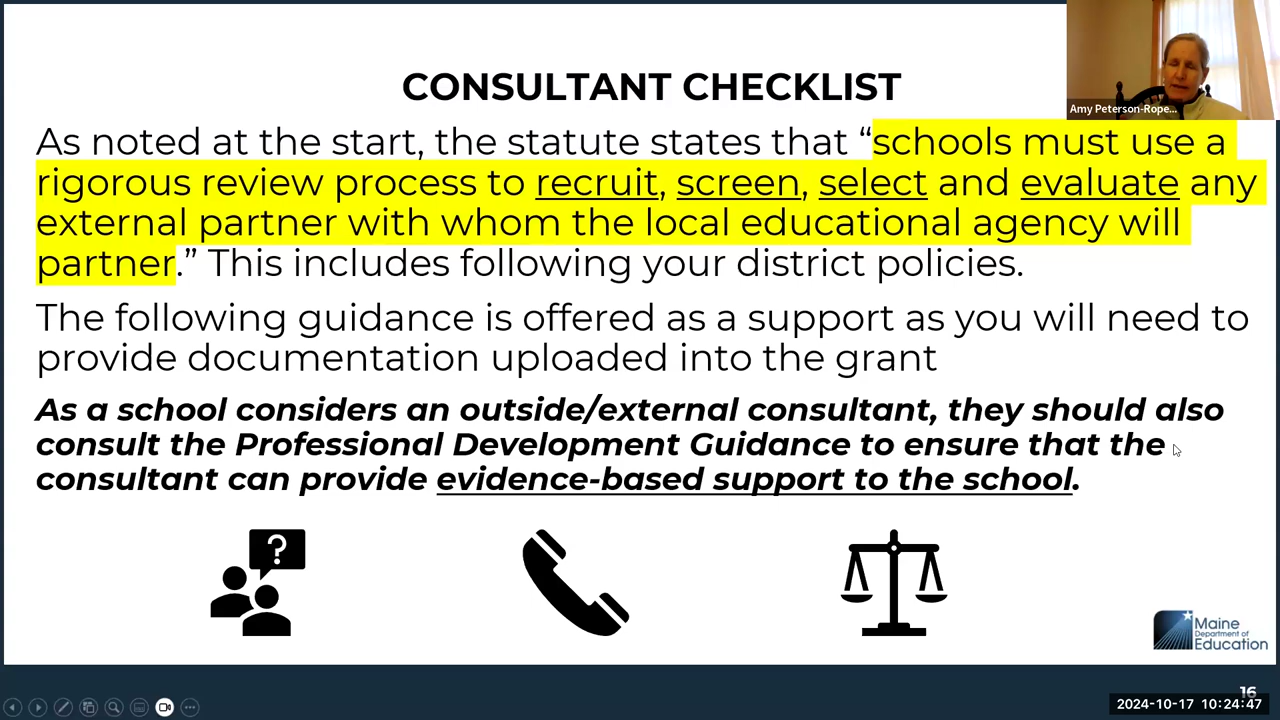 CONSULTANT CHECKLIST
Amy Peterson-Rope...
As noted at the start, the statute states that “schools must use a
rigorous review process to recruit, screen, select and evaluate any
external partner with whom the local educational agency will
partner.” This includes following your district policies.
The following guidance is offered as a support as you will need to
provide documentation uploaded into the grant
As a school considers an outside/external consultant, they should also
consult the Professional Development Guidance to ensure that the
consultant can provide evidence-based support to the school.
?
Maine
Department of
Education
16
2024-10-17 10:24:47